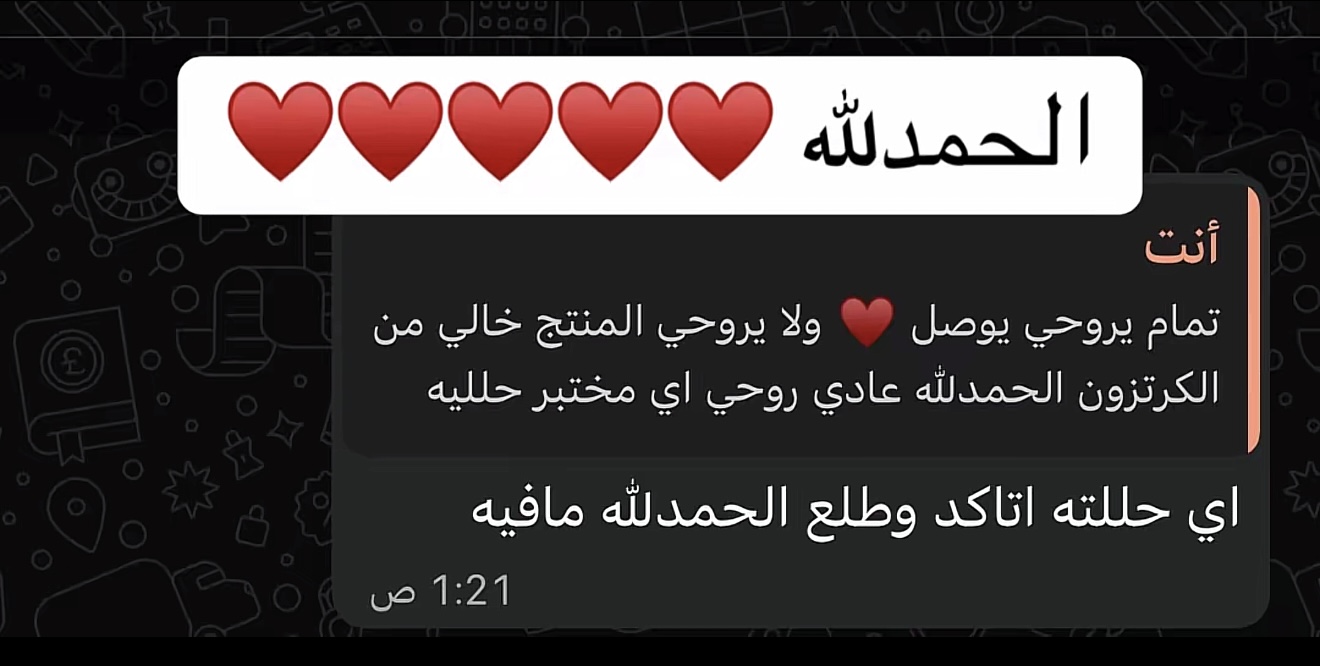 الحمدلله ♥️♥️♥️♥️♥️
أنت
تمام يروحي يوصل ♥️ ولا يروحي المنتج خالي من
الكرتزون الحمدلله عادي روحي اي مختبر حلليه
اي حللته اتاكد وطلع الحمدلله مافيه
1:21 ص